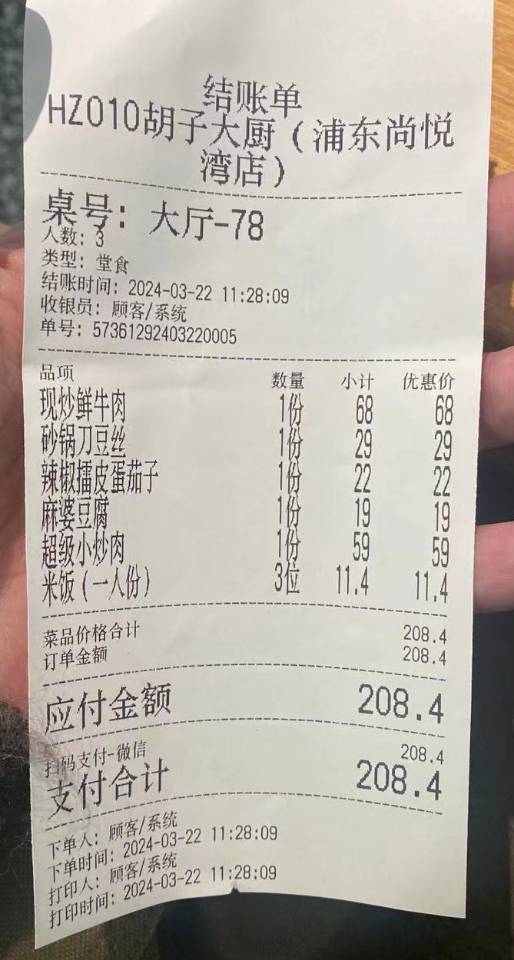 结账单
HZ010胡子大厨（浦东尚悦
湾店）
桌号: 大厅-78
人数: 3
类型: 堂食
结账时间: 2024-03-22 11:28:09
收银员: 顾客/系统
单号: 57361292403220005
品项 数量 小计 优惠价
现炒鲜牛肉 1份 68 68
砂锅刀豆丝 1份 29 29
辣椒擂皮蛋茄子 1份 22 22
麻婆豆腐 1份 19 19
超级小炒肉 1份 59 59
米饭（一人份） 3位 11.4 11.4
菜品价格合计 208.4
订单金额 208.4
应付金额 208.4
扫码支付-微信 208.4
支付合计 208.4
下单人: 顾客/系统
下单时间: 2024-03-22 11:28:09
打印人: 顾客/系统
打印时间: 2024-03-22 11:28:09